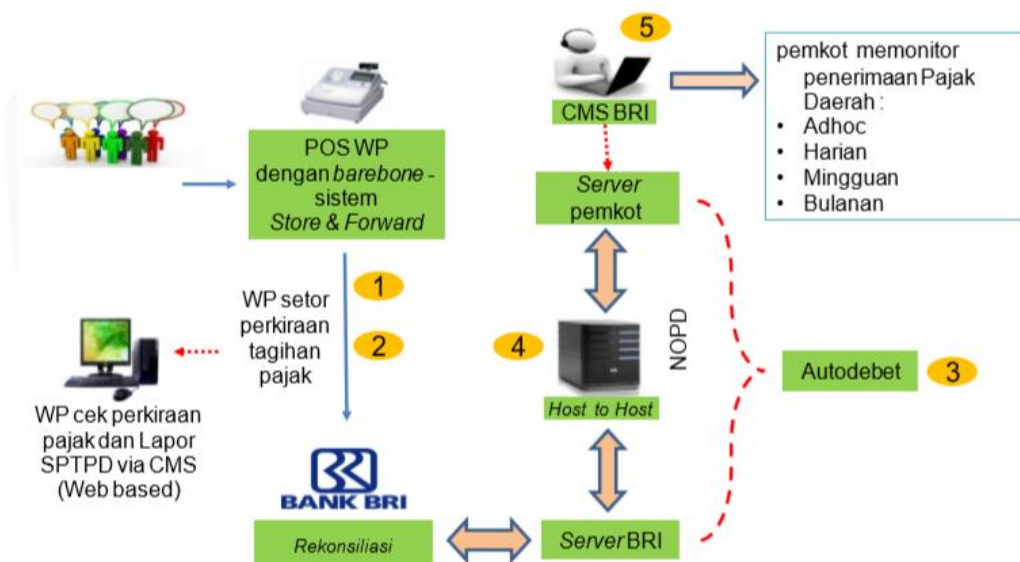 POS WP
dengan barebone -
sistem
Store & Forward
1
WP setor
perkiraan
tagihan
pajak
2
WP cek perkiraan
pajak dan Lapor
SPTPD via CMS
(Web based)
BANK BRI
Rekonsiliasi
5
CMS BRI
Server
pemkot
4
NOPD
Host to Host
Server BRI
Autodebet
3
pemkot memonitor
penerimaan Pajak
Daerah :
• Adhoc
• Harian
• Mingguan
• Bulanan